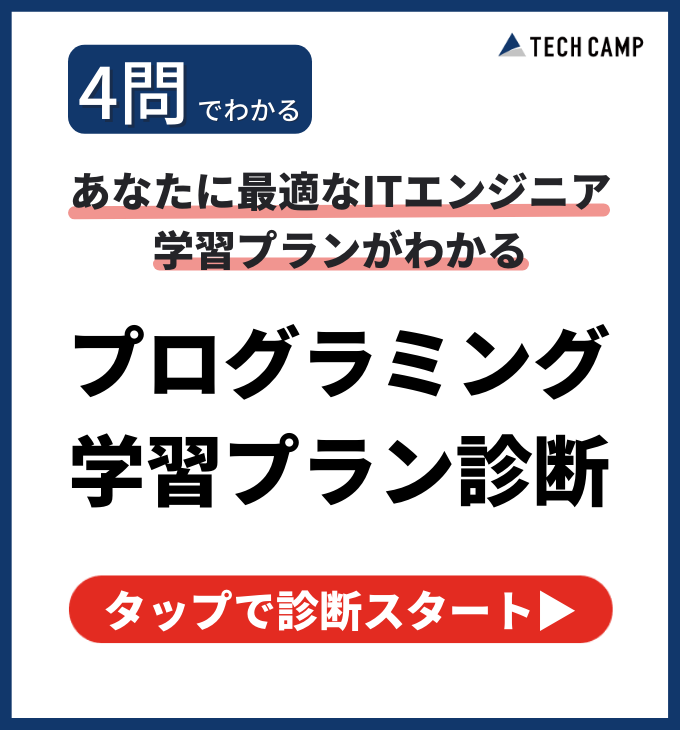 TECH CAMP
4問でわかる
あなたに最適なITエンジニア
学習プランがわかる
プログラミング
学習プラン診断
タップで診断スタート▶